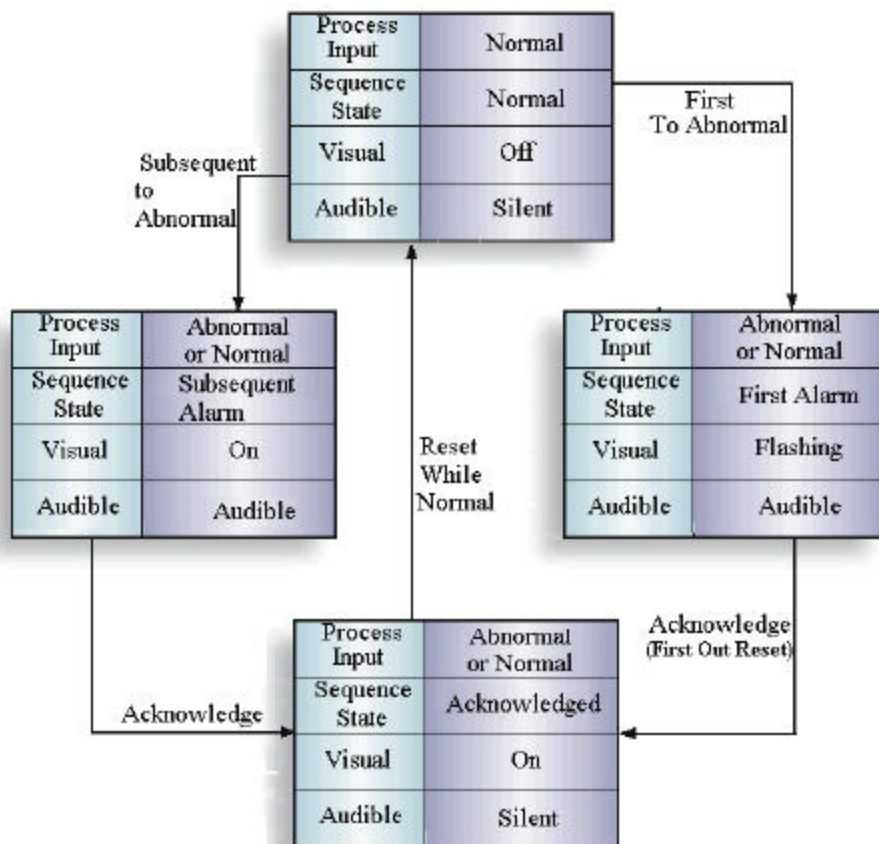 Process
Input
Normal
Sequence
State
Normal
Visual
Off
Audible
Silent
First
To Abnormal
Subsequent
to
Abnormal
Process
Input
Abnormal
or Normal
Sequence
State
Subsequent
Alarm
Visual
On
Audible
Audible
Reset
While
Normal
Process
Input
Abnormal
or Normal
Sequence
State
First Alarm
Visual
Flashing
Audible
Audible
Acknowledge
Acknowledge
(First Out Reset)
Process
Input
Abnormal
or Normal
Sequence
State
Acknowledged
Visual
On
Audible
Silent